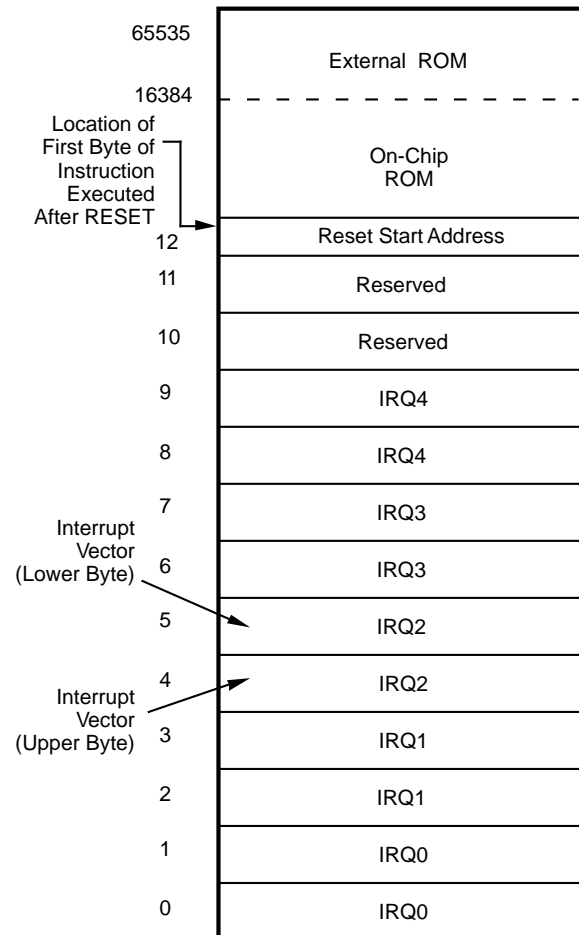 65535
External ROM
16384
Location of
First Byte of
Instruction
Executed
After RESET
On-Chip
ROM
12
Reset Start Address
11
Reserved
10
Reserved
9
IRQ4
8
IRQ4
7
IRQ3
Interrupt
Vector
(Lower Byte)
6
IRQ3
5
IRQ2
4
IRQ2
Interrupt
Vector
(Upper Byte)
3
IRQ1
2
IRQ1
1
IRQ0
0
IRQ0